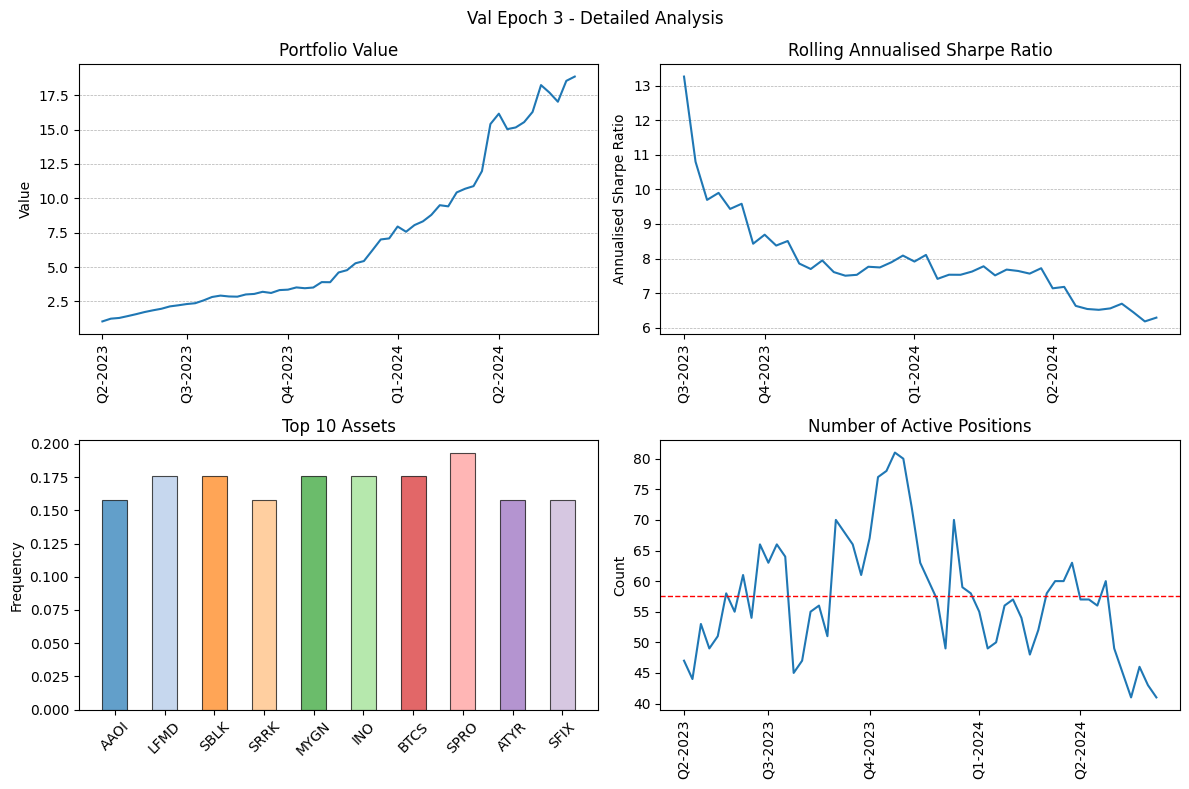 Val Epoch 3 - Detailed Analysis
Portfolio Value
Value
17.5
15.0
12.5
10.0
7.5
5.0
2.5
Q2-2023
Q3-2023
Q4-2023
Q1-2024
Q2-2024
Rolling Annualised Sharpe Ratio
Annualised Sharpe Ratio
13
12
11
10
9
8
7
6
Q3-2023
Q4-2023
Q1-2024
Q2-2024
Top 10 Assets
Frequency
0.200
0.175
0.150
0.125
0.100
0.075
0.050
0.025
0.000
AAOI
LFMD
SBLK
SRRK
MYGN
INO
BTCS
SPRO
ATYR
SFIX
Number of Active Positions
Count
80
75
70
65
60
55
50
45
40
Q2-2023
Q3-2023
Q4-2023
Q1-2024
Q2-2024